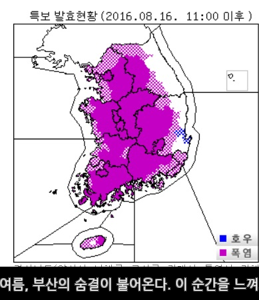 특보 발효현황 (2016.08.16. 11:00 이후 )
호우
폭염
여름, 부산의 숨결이 불어온다. 이 순간을 느껴